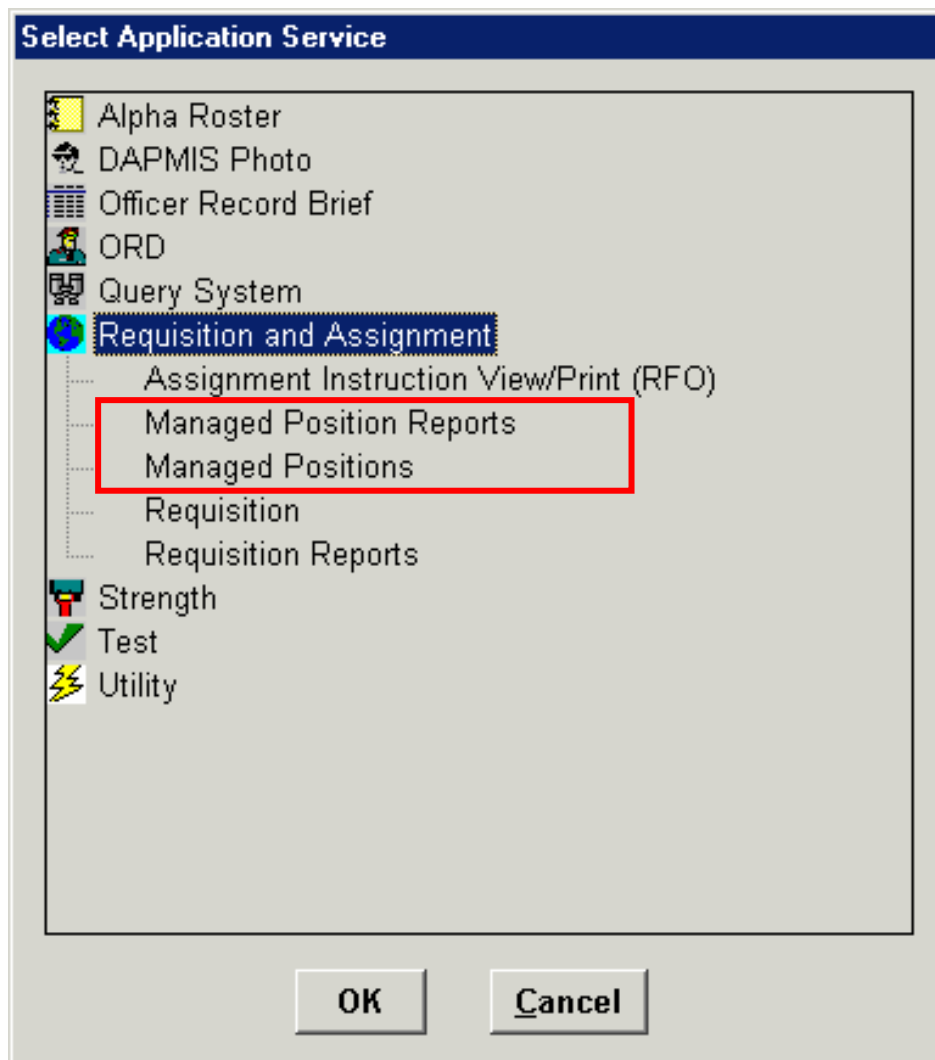 Select Application Service
Alpha Roster
DAPMIS Photo
Officer Record Brief
ORD
Query System
Requisition and Assignment
Assignment Instruction View/Print (RFO)
Managed Position Reports
Managed Positions
Requisition
Requisition Reports
Strength
Test
Utility
OK
Cancel